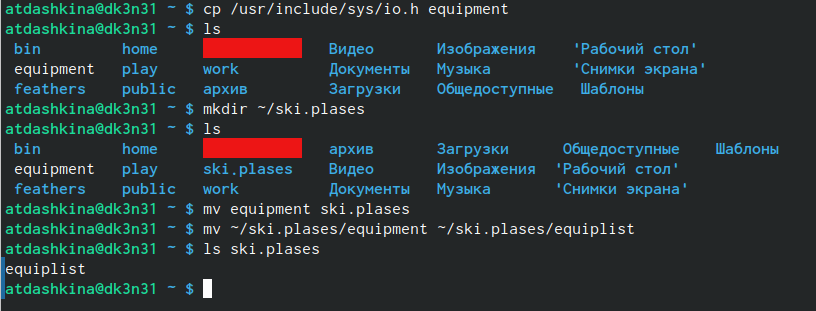 atdashkina@dk3n31 ~ $ cp /usr/include/sys/io.h equipment
atdashkina@dk3n31 ~ $ ls
bin home Видео Изображения 'Рабочий стол'
equipment play work Документы Музыка 'Снимки экрана'
feathers public архив Загрузки Общедоступные Шаблоны
atdashkina@dk3n31 ~ $ mkdir ~/ski.plases
atdashkina@dk3n31 ~ $ ls
bin home архив Загрузки Общедоступные Шаблоны
equipment play ski.plases Видео Изображения 'Рабочий стол'
feathers public work Документы Музыка 'Снимки экрана'
atdashkina@dk3n31 ~ $ mv equipment ski.plases
atdashkina@dk3n31 ~ $ mv ~/ski.plases/equipment ~/ski.plases/equiplist
atdashkina@dk3n31 ~ $ ls ski.plases
equiplist
atdashkina@dk3n31 ~ $